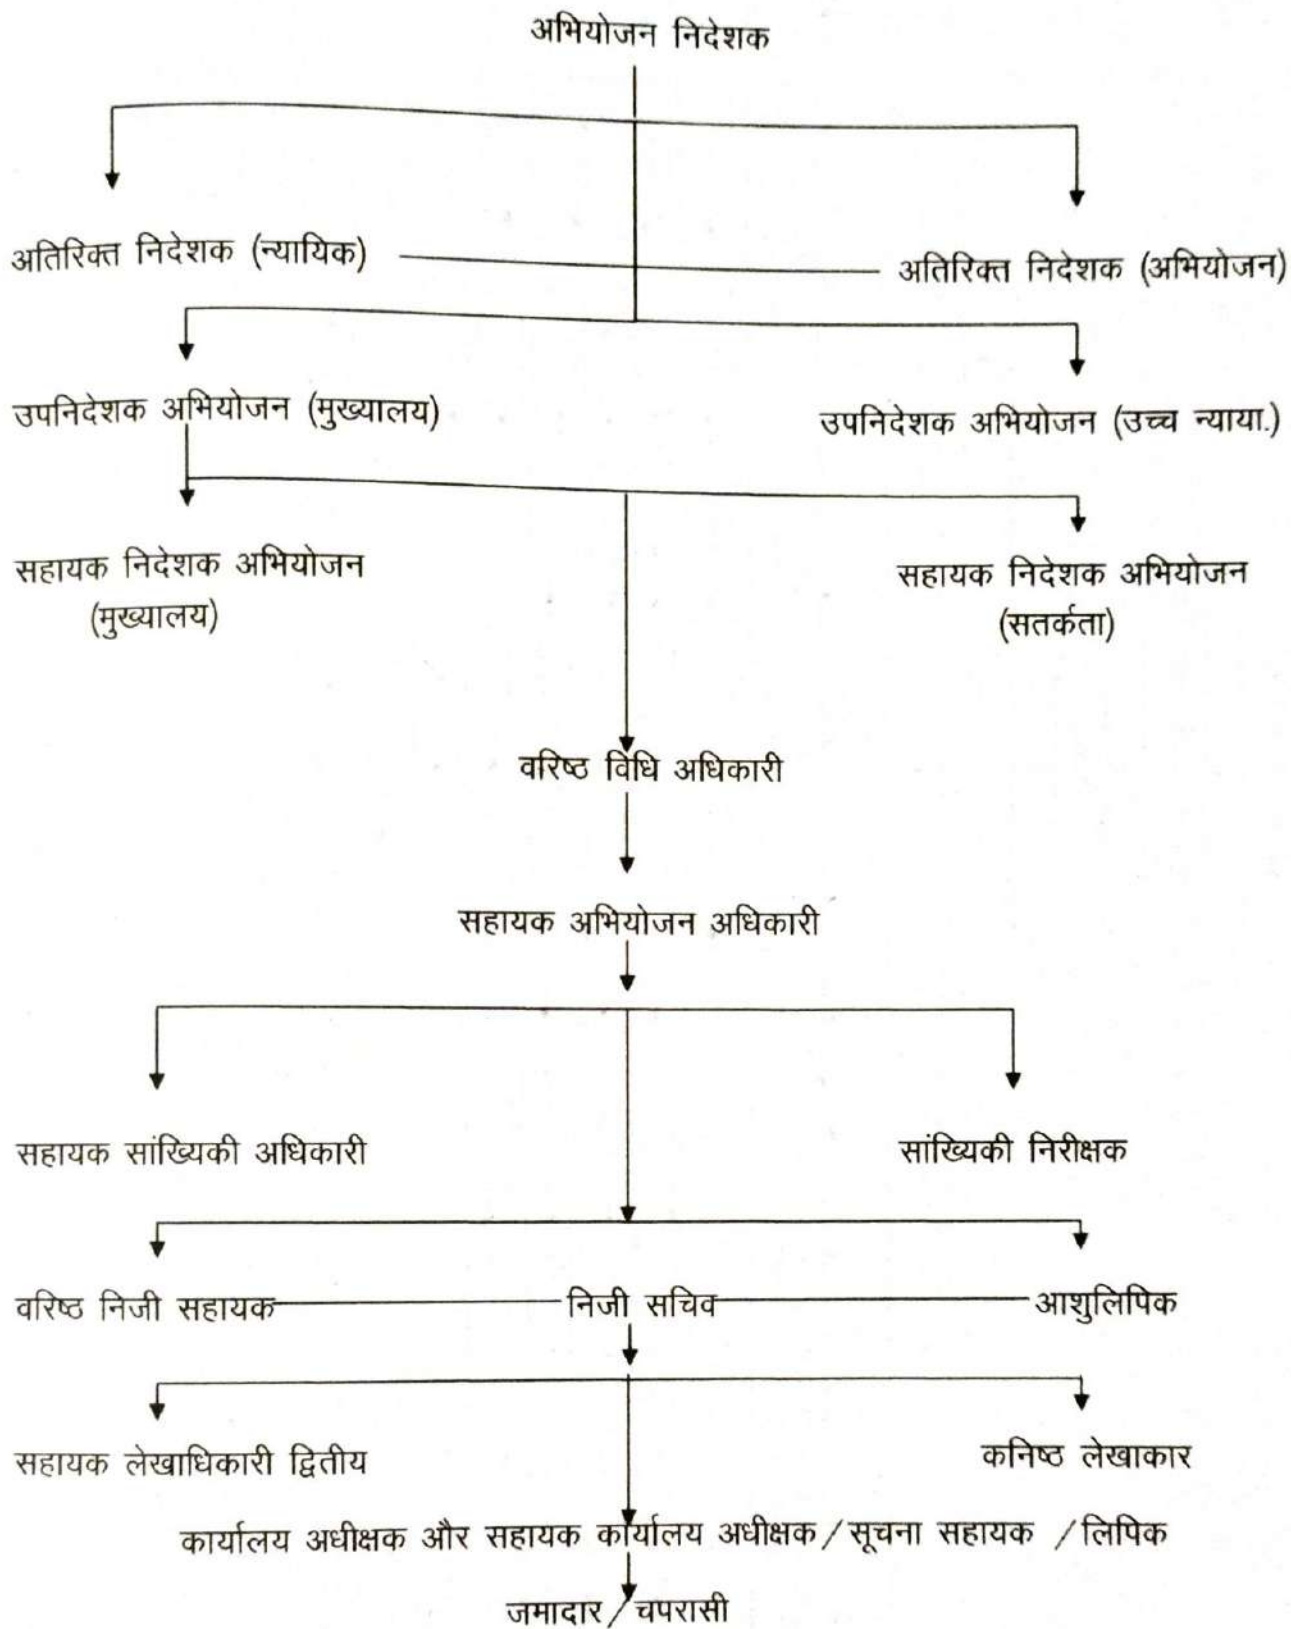 अभियोजन निदेशक
अतिरिक्त निदेशक (न्यायिक)
अतिरिक्त निदेशक (अभियोजन)
उपनिदेशक अभियोजन (मुख्यालय)
उपनिदेशक अभियोजन (उच्च न्याया.)
सहायक निदेशक अभियोजन
(मुख्यालय)
सहायक निदेशक अभियोजन
(सतर्कता)
वरिष्ठ विधि अधिकारी
सहायक अभियोजन अधिकारी
सहायक सांख्यिकी अधिकारी
सांख्यिकी निरीक्षक
वरिष्ठ निजी सहायक
निजी सचिव
आशुलिपिक
सहायक लेखाधिकारी द्वितीय
कनिष्ठ लेखाकार
कार्यालय अधीक्षक और सहायक कार्यालय अधीक्षक/सूचना सहायक /लिपिक
जमादार/चपरासी